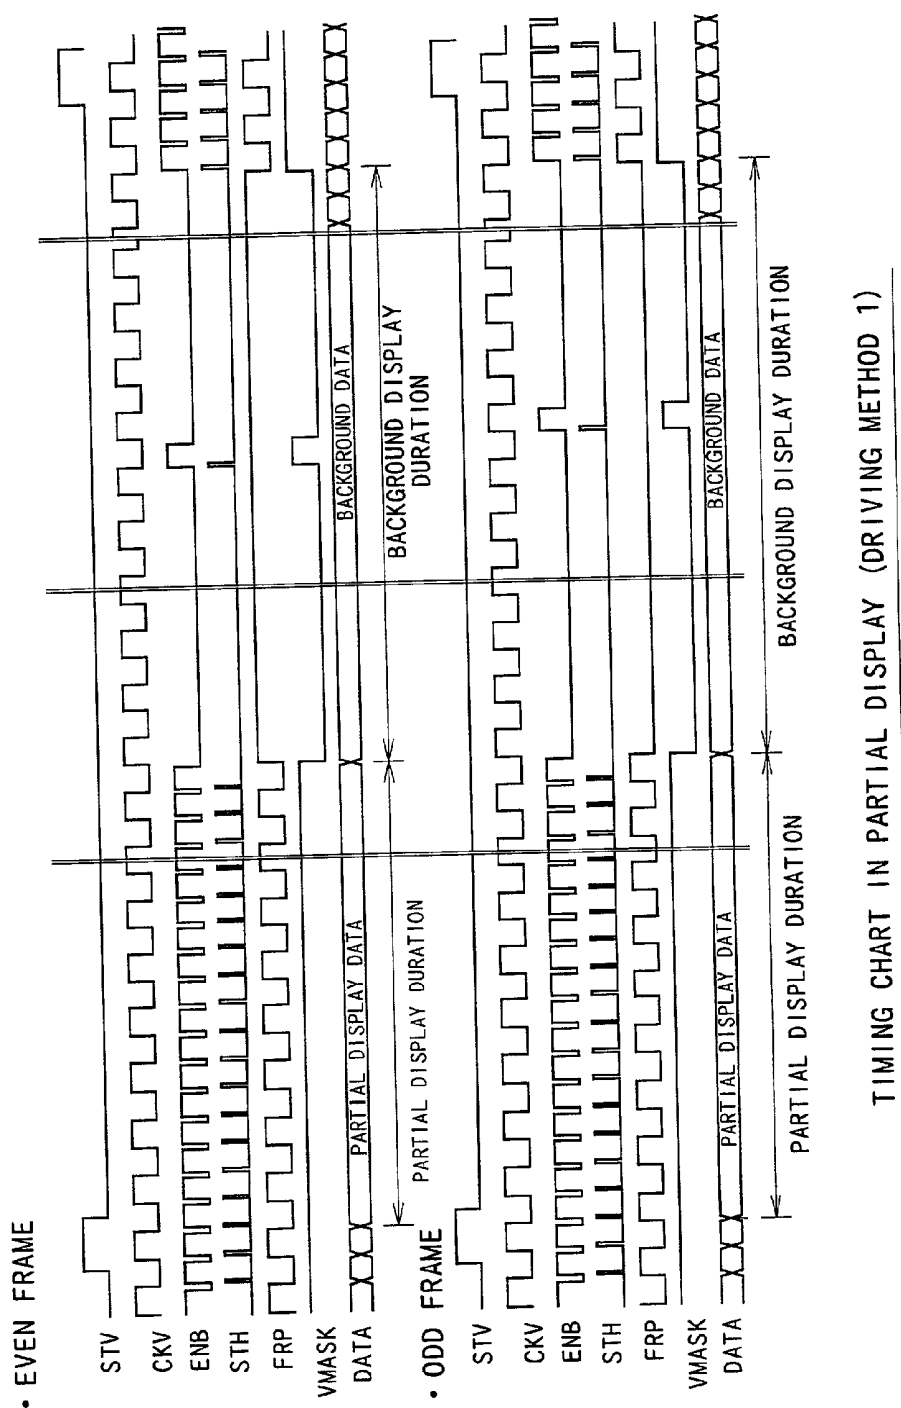 • EVEN FRAME
STV
CKV
ENB
STH
FRP
VMASK
DATA
PARTIAL DISPLAY DATA
BACKGROUND DATA
PARTIAL DISPLAY DURATION
BACKGROUND DISPLAY
DURATION
• ODD FRAME
STV
CKV
ENB
STH
FRP
VMASK
DATA
PARTIAL DISPLAY DATA
BACKGROUND DATA
PARTIAL DISPLAY DURATION
BACKGROUND DISPLAY DURATION
TIMING CHART IN PARTIAL DISPLAY (DRIVING METHOD 1)